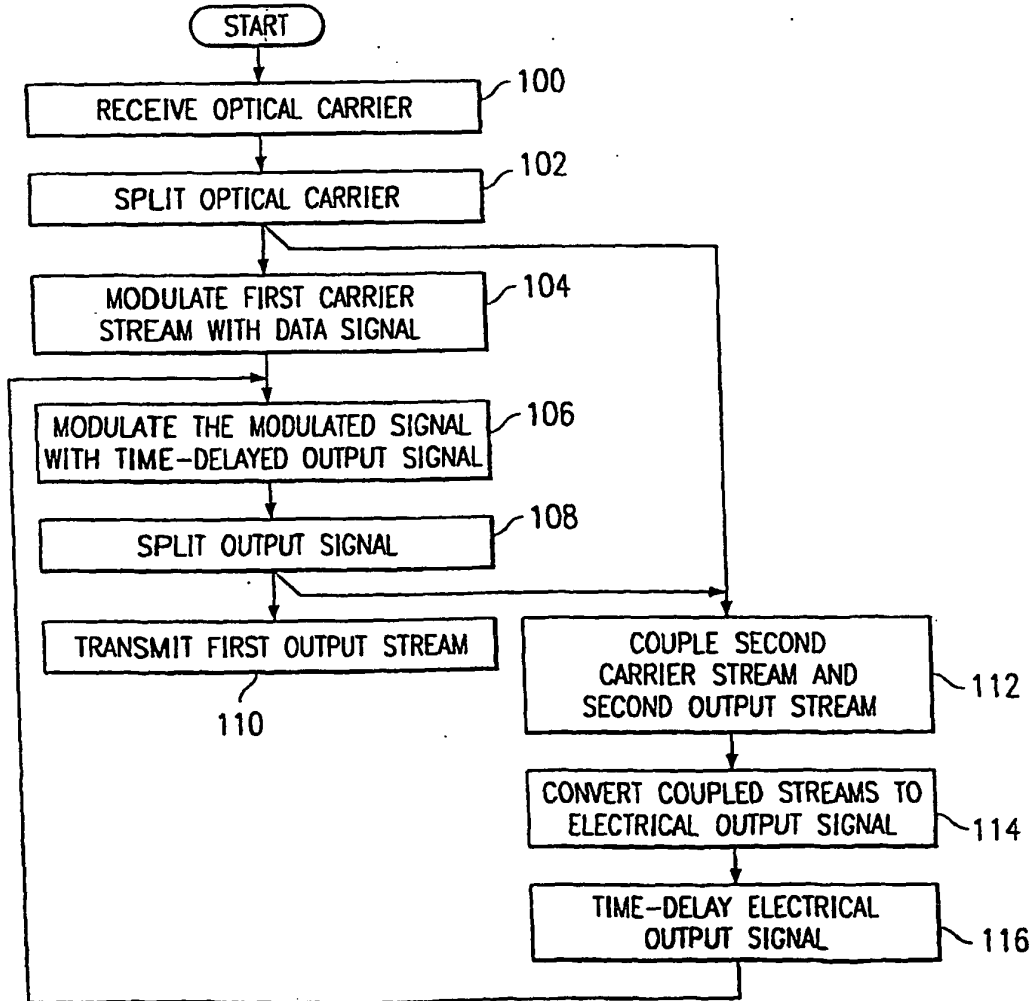 START
RECEIVE OPTICAL CARRIER
100
SPLIT OPTICAL CARRIER
102
MODULATE FIRST CARRIER
STREAM WITH DATA SIGNAL
104
MODULATE THE MODULATED SIGNAL
WITH TIME-DELAYED OUTPUT SIGNAL
106
SPLIT OUTPUT SIGNAL
108
TRANSMIT FIRST OUTPUT STREAM
110
COUPLE SECOND
CARRIER STREAM AND
SECOND OUTPUT STREAM
112
CONVERT COUPLED STREAMS TO
ELECTRICAL OUTPUT SIGNAL
114
TIME-DELAY ELECTRICAL
OUTPUT SIGNAL
116